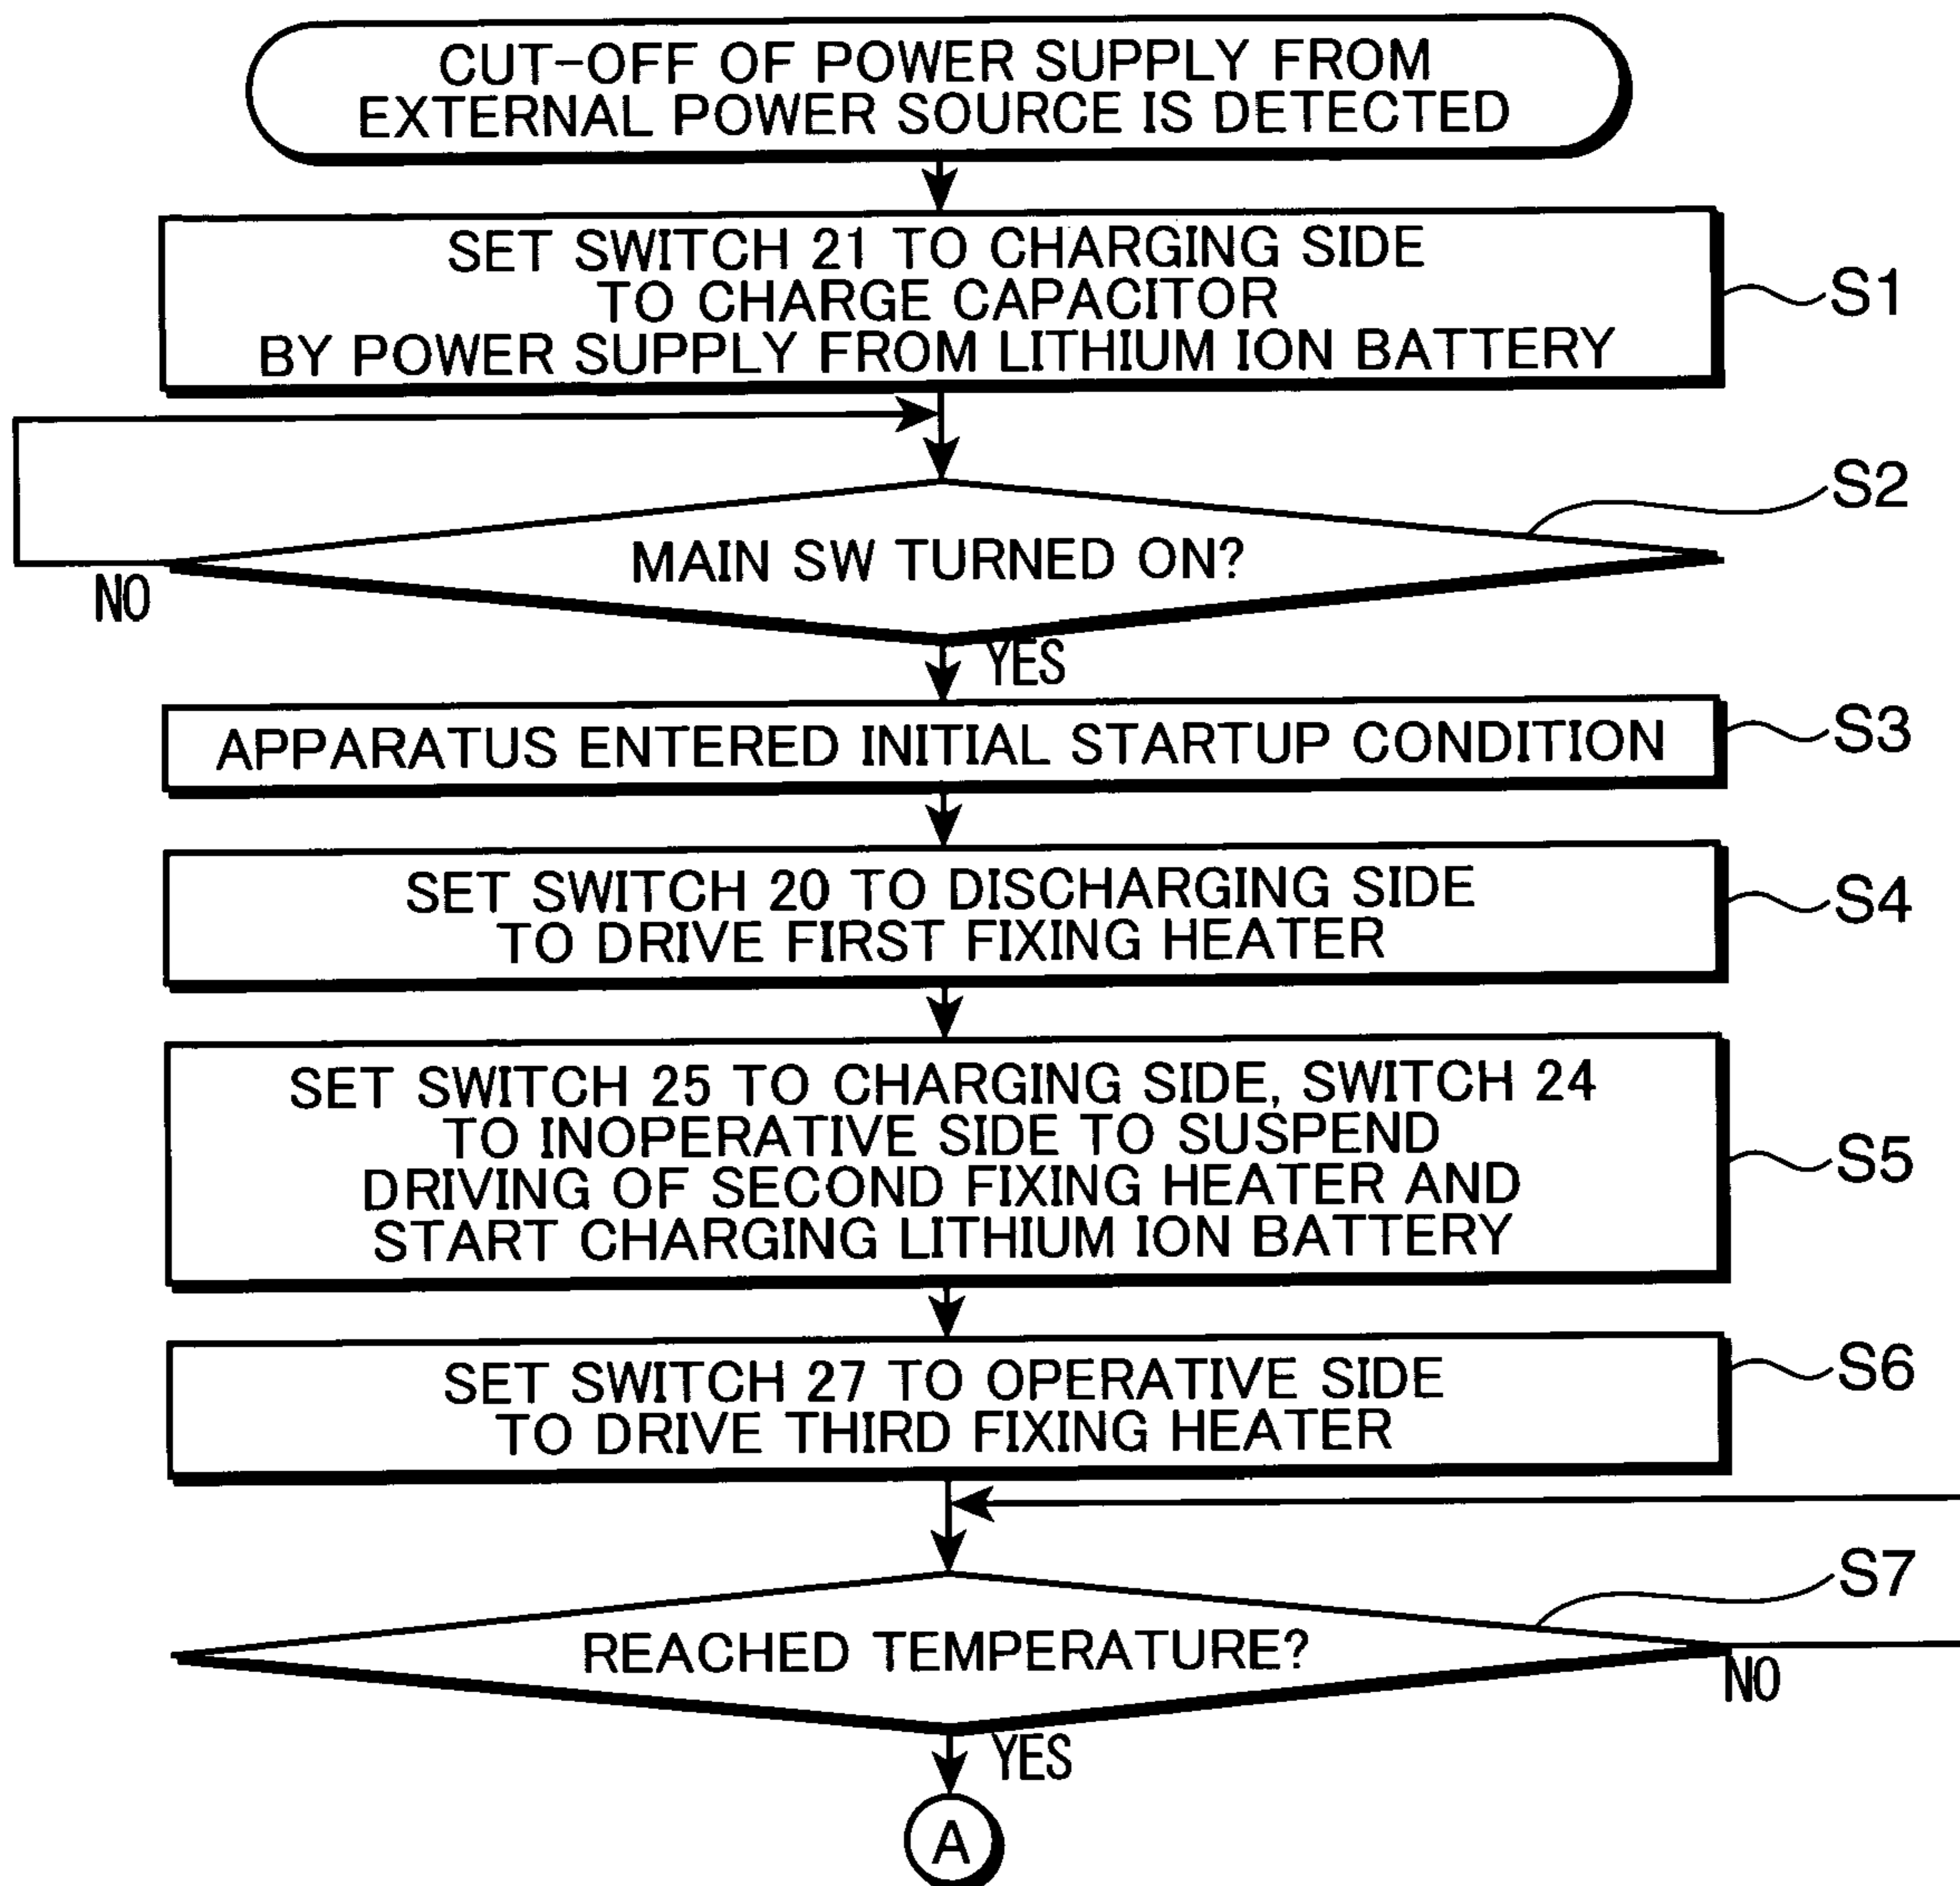 CUT-OFF OF POWER SUPPLY FROM
EXTERNAL POWER SOURCE IS DETECTED
SET SWITCH 21 TO CHARGING SIDE
TO CHARGE CAPACITOR
BY POWER SUPPLY FROM LITHIUM ION BATTERY
S1
S2
MAIN SW TURNED ON?
NO
YES
APPARATUS ENTERED INITIAL STARTUP CONDITION
S3
SET SWITCH 20 TO DISCHARGING SIDE
TO DRIVE FIRST FIXING HEATER
S4
SET SWITCH 25 TO CHARGING SIDE, SWITCH 24
TO INOPERATIVE SIDE TO SUSPEND
DRIVING OF SECOND FIXING HEATER AND
START CHARGING LITHIUM ION BATTERY
S5
SET SWITCH 27 TO OPERATIVE SIDE
TO DRIVE THIRD FIXING HEATER
S6
S7
REACHED TEMPERATURE?
NO
YES
A